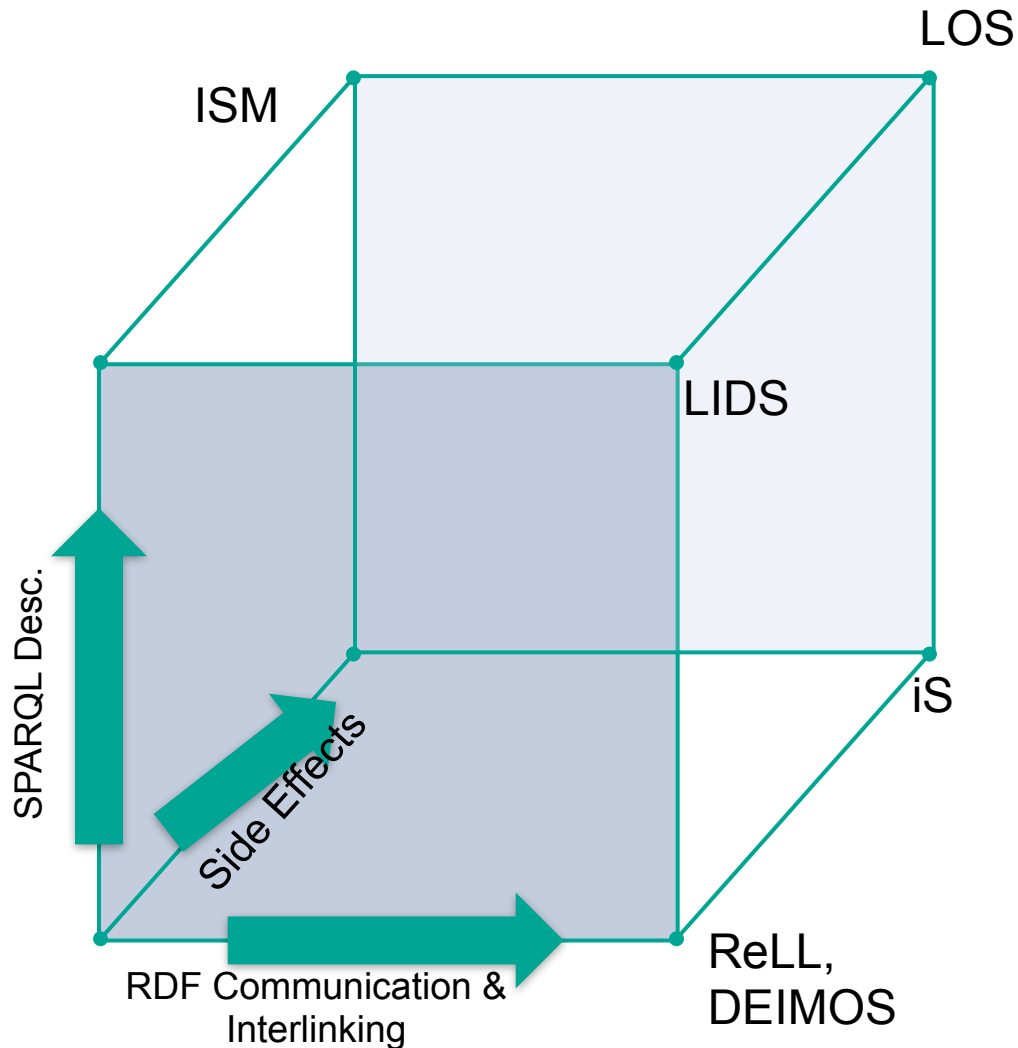 LOS
ISM
LIDS
SPARQL Desc.
Side Effects
iS
RDF Communication &
Interlinking
ReLL,
DEIMOS